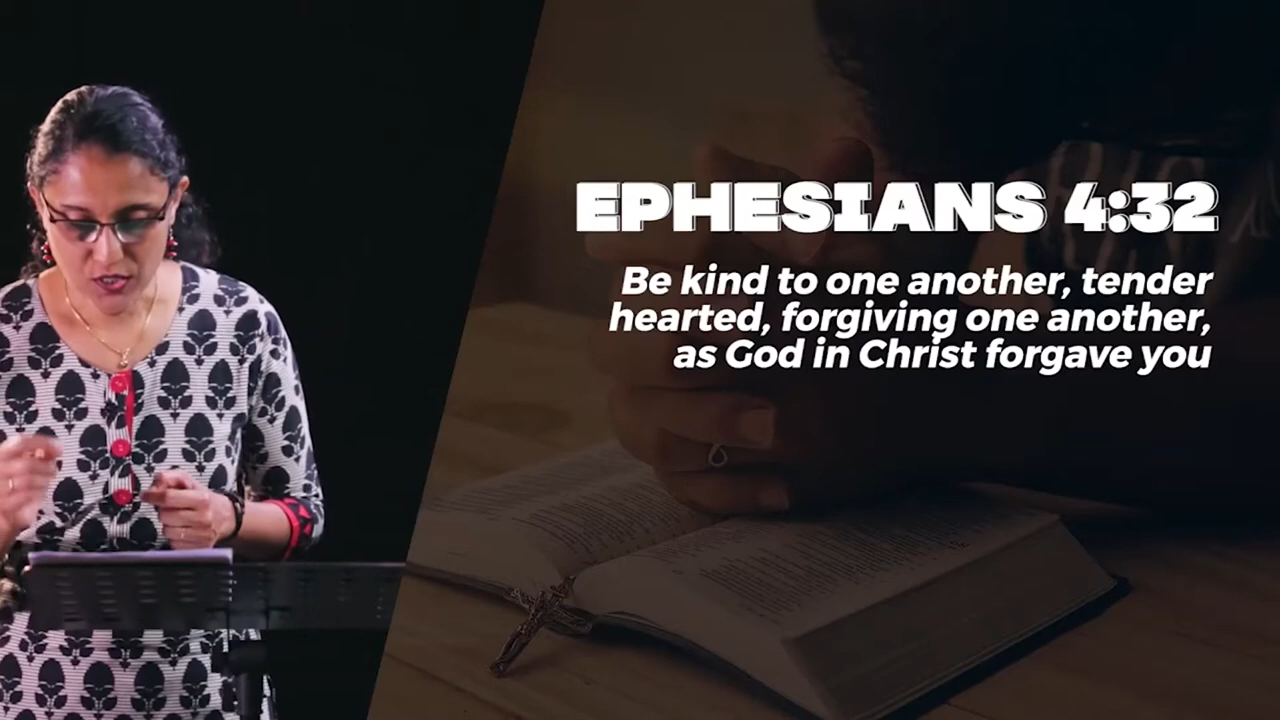 EPHESIANS 4:32
Be kind to one another, tender
hearted, forgiving one another,
as God in Christ forgave you